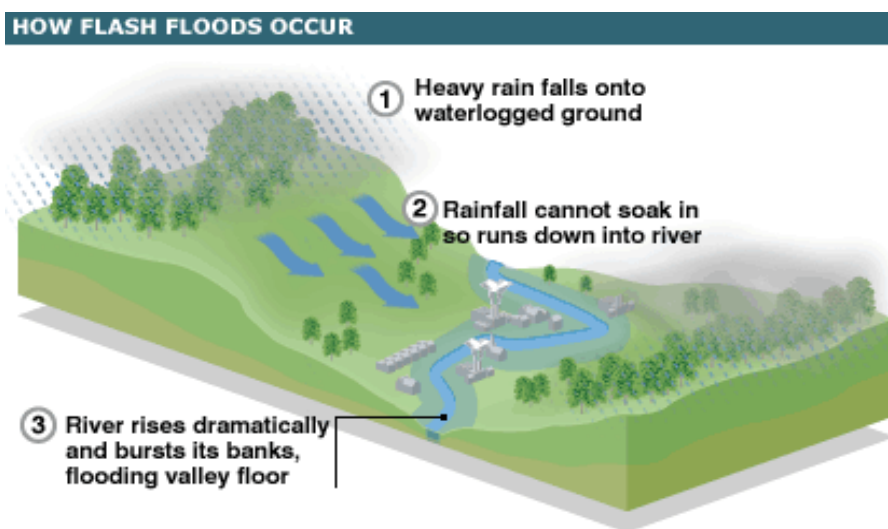 HOW FLASH FLOODS OCCUR
1 Heavy rain falls onto
waterlogged ground
2 Rainfall cannot soak in
so runs down into river
3 River rises dramatically
and bursts its banks,
flooding valley floor